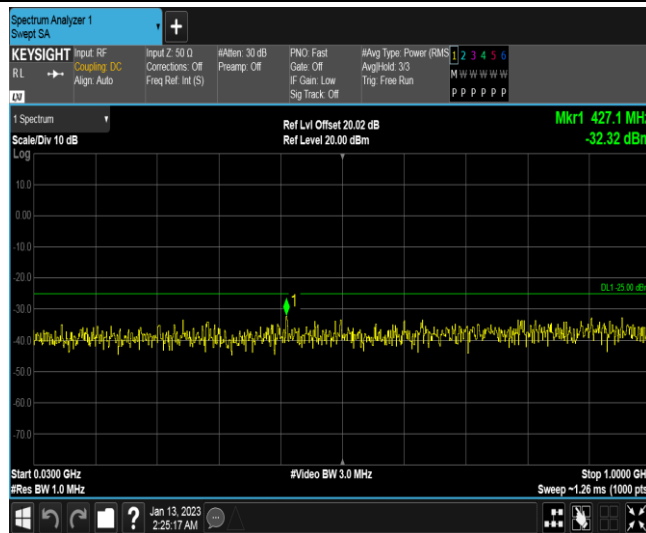 Spectrum Analyzer 1
Swept SA
+
KEYSIGHT
RL
LXI
Input: RF
Coupling: DC
Align: Auto
Input Z: 50 Ω
Corrections: Off
Freq Ref: Int (S)
#Atten: 30 dB
Preamp: Off
PNO: Fast
Gate: Off
IF Gain: Low
Sig Track: Off
#Avg Type: Power (RMS
Avg|Hold: 3/3
Trig: Free Run
1 2 3 4 5 6
M W W W W W
P P P P P P
1 Spectrum
Scale/Div 10 dB
Log
Ref Lvl Offset 20.02 dB
Ref Level 20.00 dBm
Mkr1 427.1 MHz
-32.32 dBm
10.0
0.00
-10.0
-20.0
DL1 -25.00 dBm
1
-30.0
-40.0
-50.0
-60.0
-70.0
Start 0.0300 GHz
#Video BW 3.0 MHz
Stop 1.0000 GHz
#Res BW 1.0 MHz
Sweep ~1.26 ms (1000 pts
?
Jan 13, 2023
2:25:17 AM